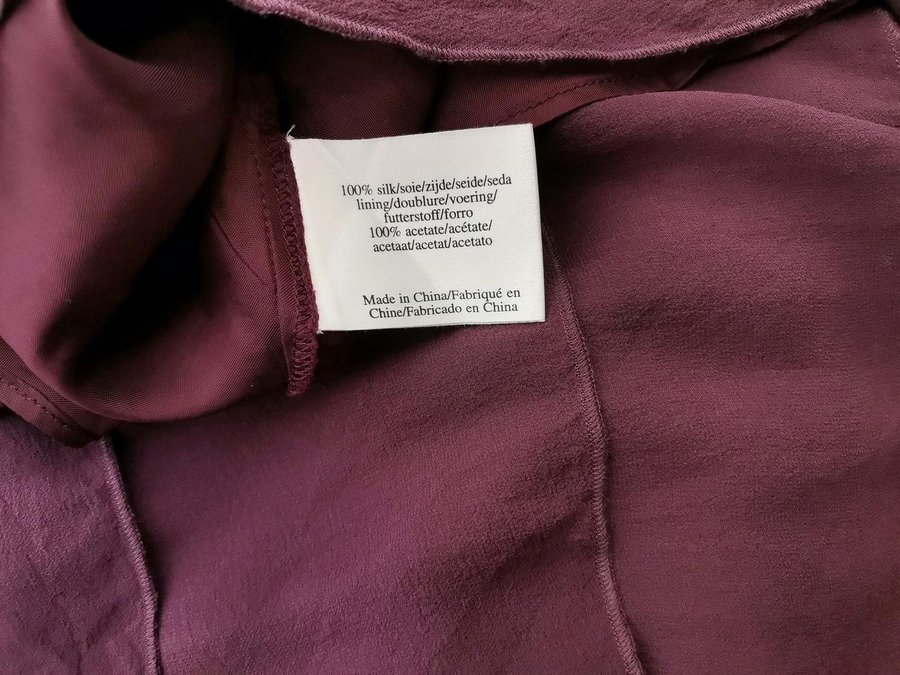 100% silk/soie/zijde/seide/seda
lining/doublure/voering/
futterstoff/forro
100% acetate/acétate/
acetaat/acetat/acetato
Made in China/Fabriqué en
Chine/Fabricado en China